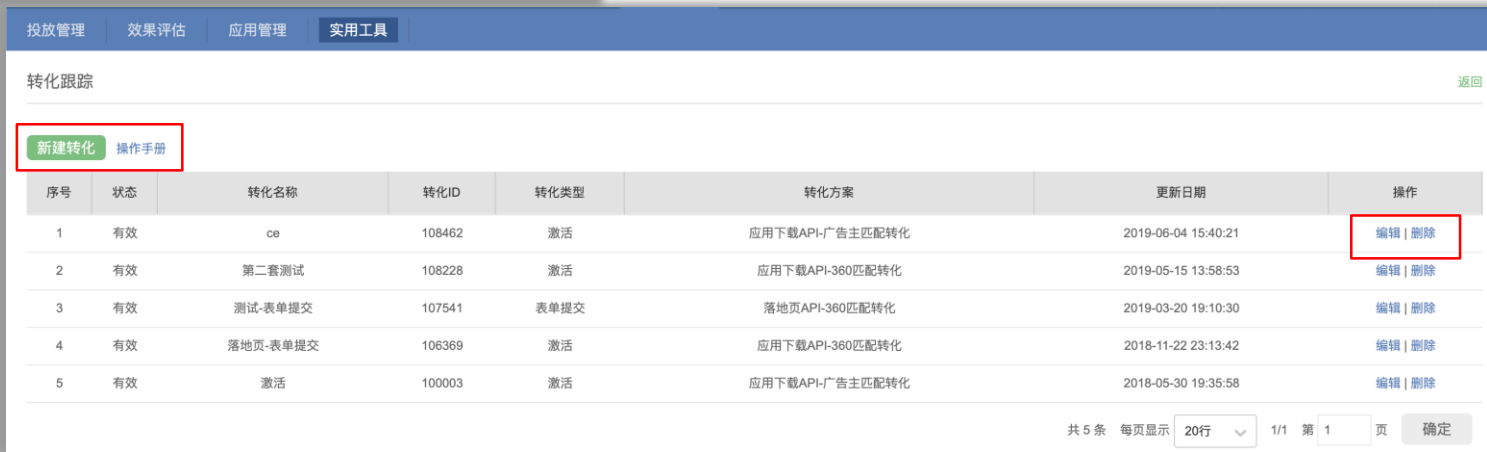 投放管理 效果评估 应用管理 实用工具
转化跟踪 返回
新建转化 操作手册
序号 状态 转化名称 转化ID 转化类型 转化方案 更新日期 操作
1 有效 ce 108462 激活 应用下载API-广告主匹配转化 2019-06-04 15:40:21 编辑 | 删除
2 有效 第二套测试 108228 激活 应用下载API-360匹配转化 2019-05-15 13:58:53 编辑 | 删除
3 有效 测试-表单提交 107541 表单提交 落地页API-360匹配转化 2019-03-20 19:10:30 编辑 | 删除
4 有效 落地页-表单提交 106369 激活 应用下载API-360匹配转化 2018-11-22 23:13:42 编辑 | 删除
5 有效 激活 100003 激活 应用下载API-广告主匹配转化 2018-05-30 19:35:58 编辑 | 删除
共 5 条 每页显示 20行 1/1 第 1 页 确定